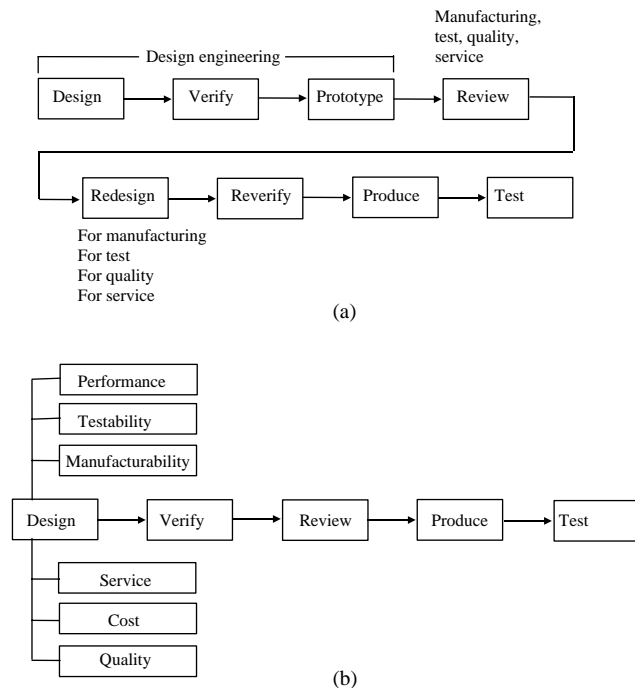 Manufacturing,
test, quality,
service
Design engineering
Design
Verify
Prototype
Review
Redesign
Reverify
Produce
Test
For manufacturing
For test
For quality
For service
(a)
Performance
Testability
Manufacturability
Design
Verify
Review
Produce
Test
Service
Cost
Quality
(b)